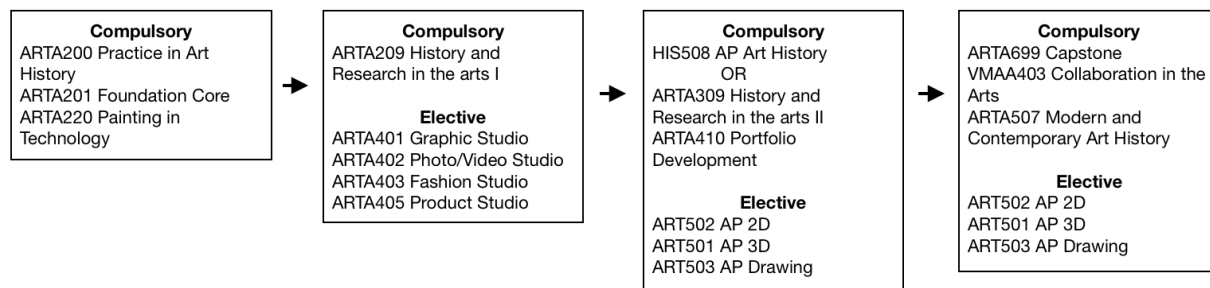 Compulsory
ARTA200 Practice in Art
History
ARTA201 Foundation Core
ARTA220 Painting in
Technology
Compulsory
ARTA209 History and
Research in the arts I
Elective
ARTA401 Graphic Studio
ARTA402 Photo/Video Studio
ARTA403 Fashion Studio
ARTA405 Product Studio
Compulsory
HIS508 AP Art History
OR
ARTA309 History and
Research in the arts II
ARTA410 Portfolio
Development
Elective
ART502 AP 2D
ART501 AP 3D
ART503 AP Drawing
Compulsory
ARTA699 Capstone
VMAA403 Collaboration in the
Arts
ARTA507 Modern and
Contemporary Art History
Elective
ART502 AP 2D
ART501 AP 3D
ART503 AP Drawing